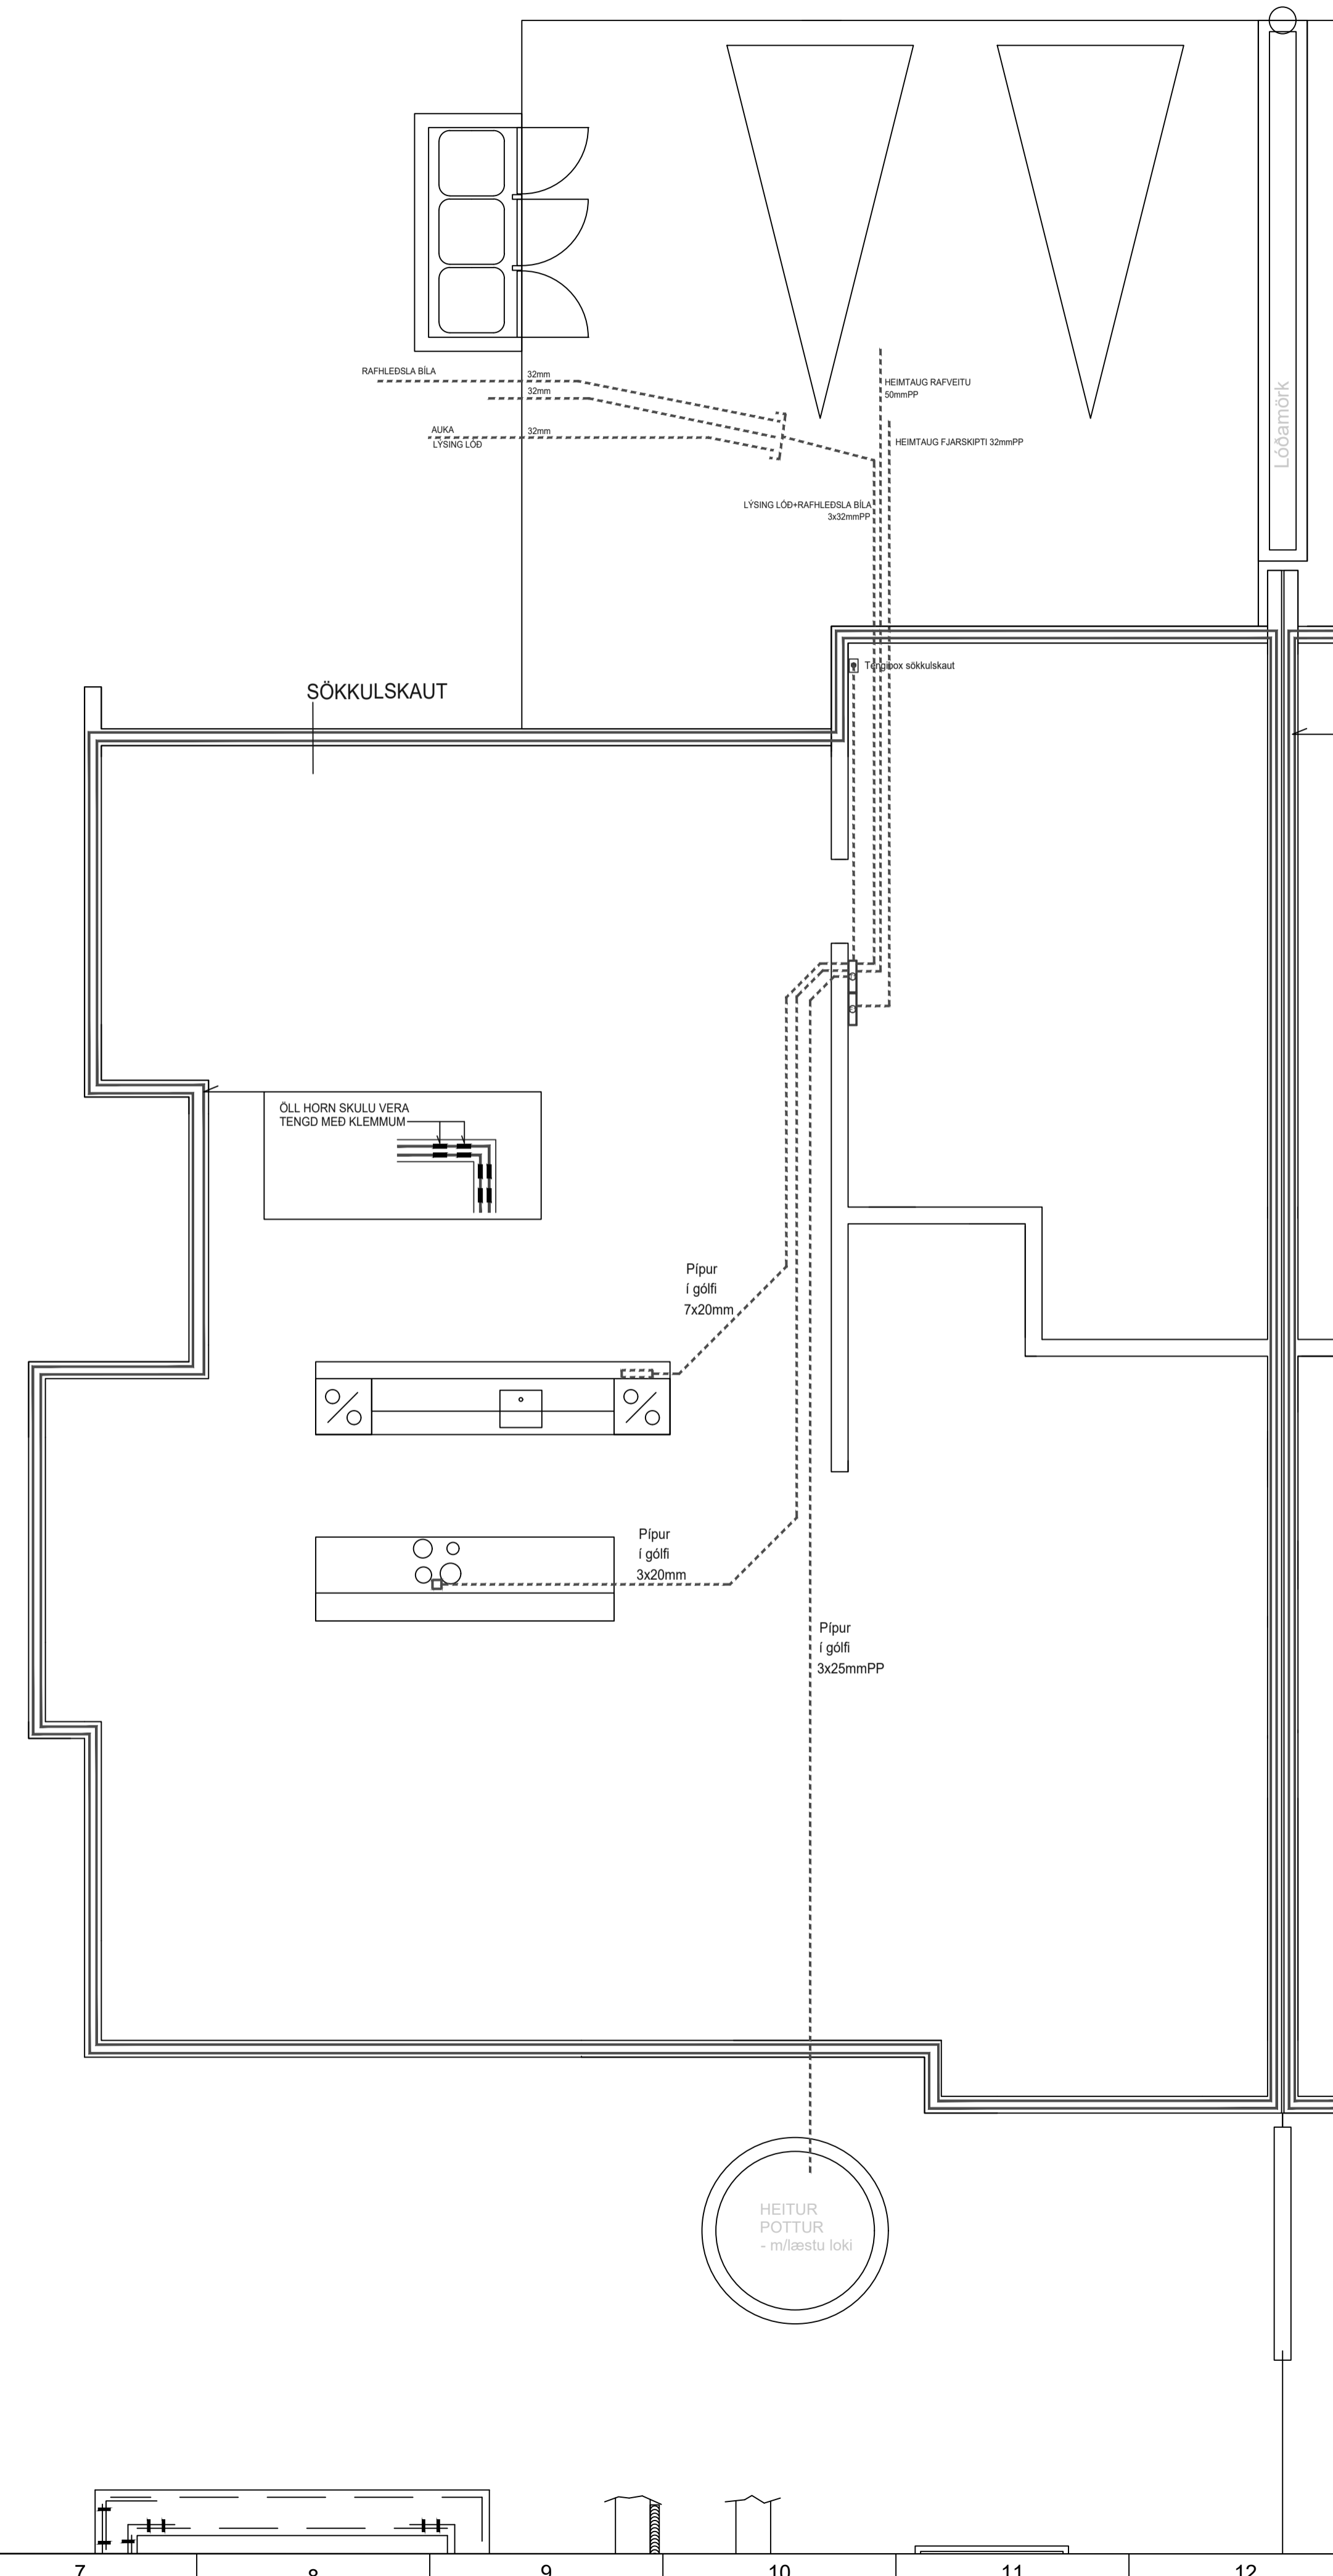 RAFHLEÐSLA BÍLA
32mm
32mm
AUKA
LÝSING LÓÐ
32mm
HEIMTAUG RAFVEITU
50mmPP
HEIMTAUG FJARSKIPTI 32mmPP
LÝSING LÓÐ+RAFHLEÐSLA BÍLA
3x32mmPP
Lóðamörk
Tengibox sökkulskaut
SÖKKULSKAUT
ÖLL HORN SKULU VERA
TENGD MEÐ KLEMMUM
Pípur
í gólfi
7x20mm
Pípur
í gólfi
3x20mm
Pípur
í gólfi
3x25mmPP
HEITUR
POTTUR
- m/læstu loki
7 8 9 10 11 12